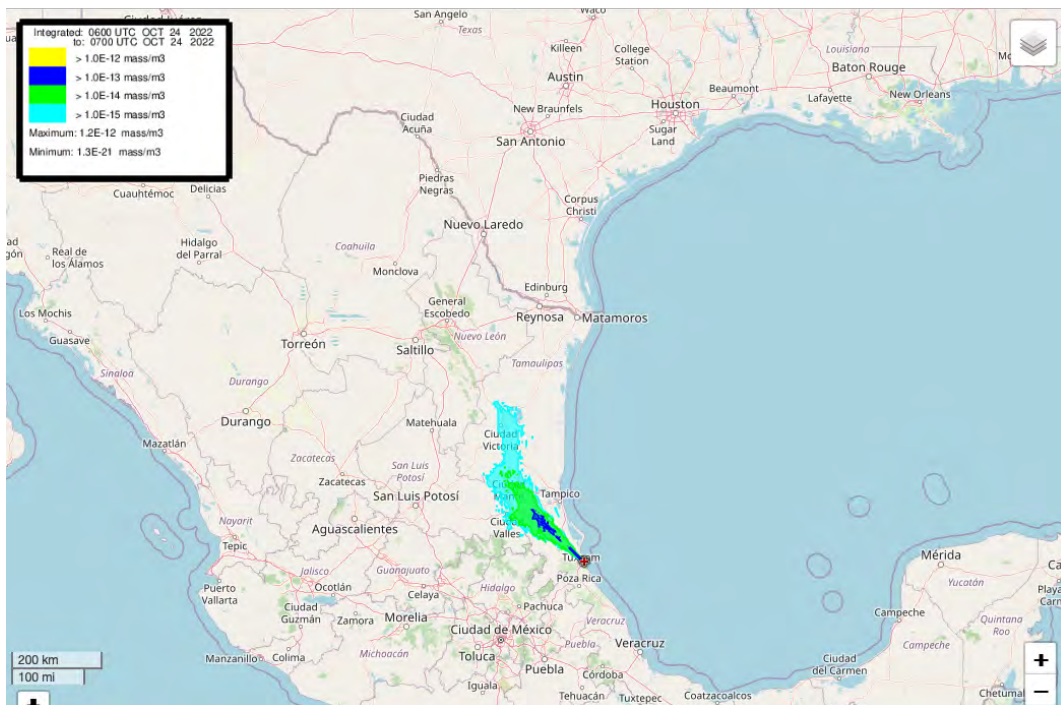 Integrated: 0600 UTC OCT 24 2022
to: 0700 UTC OCT 24 2022
> 1.0E-12 mass/m3
> 1.0E-13 mass/m3
> 1.0E-14 mass/m3
> 1.0E-15 mass/m3
Maximum: 1.2E-12 mass/m3
Minimum: 1.3E-21 mass/m3
San Angelo
Texas
Waco
Killeen
College
Station
Austin
Louisiana
Baton Rouge
Beaumont
Lafayette
New Orleans
New Braunfels
Houston
Sugar
Land
San Antonio
Ciudad
Acuña
Cuauhtémoc
Delicias
Piedras
Negras
Corpus
Christi
Nuevo Laredo
Hidalgo
del Parral
Real de
los Álamos
Coahuila
Monclova
Edinburg
General
Escobedo
Reynosa
Matamoros
Los Mochis
Guasave
Torreón
Saltillo
Nuevo León
Sinaloa
Durango
Tamaulipas
Durango
Matehuala
Ciudad
Victoria
Mazatlán
Zacatecas
Zacatecas
San Luis
Potosí
San Luis Potosí
Ciudad
Mante
Tampico
Aguascalientes
Ciudad
Valles
Nayarit
Tepic
Poza Rica
Mérida
Jalisco
Guanajuato
Hidalgo
Yucatán
Puerto
Vallarta
Ocotlán
Celaya
Pachuca
Ciudad
Guzmán
Zamora
Morelia
Veracruz
Campeche
Quintana
Roo
Ciudad de México
Veracruz
Campeche
Manzanillo
Colima
Michoacán
Toluca
Puebla
Puebla
Córdoba
Ciudad
del Carmen
Iguala
Tehuacán
Tuxtepec
Coatzacoalcos
Chetumal
200 km
100 mi
+
−